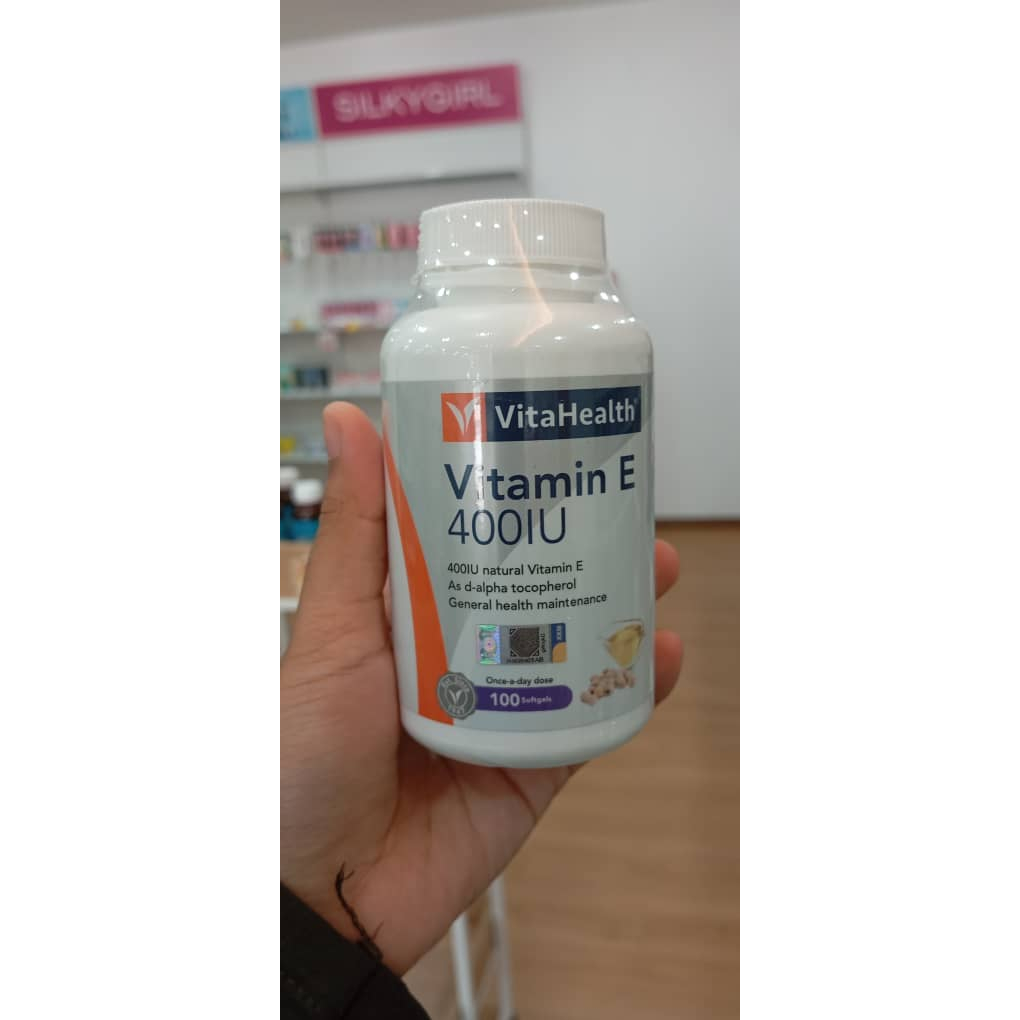 SILKYGIRL
VitaHealth
Vitamin E
400IU
400IU natural Vitamin E
As d-alpha tocopherol
General health maintenance
Once-a-day dose
100 Softgels